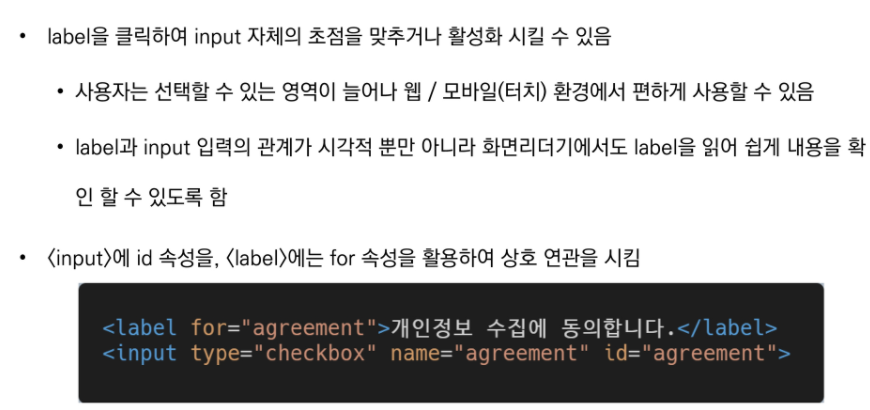 • label을 클릭하여 input 자체의 초점을 맞추거나 활성화 시킬 수 있음
• 사용자는 선택할 수 있는 영역이 늘어나 웹 / 모바일(터치) 환경에서 편하게 사용할 수 있음
• label과 input 입력의 관계가 시각적 뿐만 아니라 화면리더기에서도 label을 읽어 쉽게 내용을 확
인 할 수 있도록 함
• 〈input〉에 id 속성을, 〈label〉에는 for 속성을 활용하여 상호 연관을 시킴
<label for="agreement">개인정보 수집에 동의합니다.</label>
<input type="checkbox" name="agreement" id="agreement">